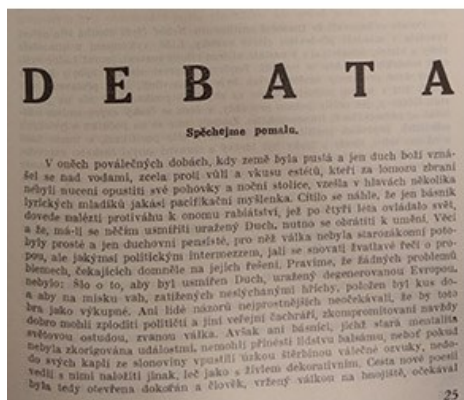 DEBATA
Spěchejme pomalu.
V oněch poválečných dobách, kdy země byla pustá a jen duch boží vzná-
šel se nad vodami, zcela proti vůli a vkusu estétů, kteří za lomozu zbraní
nebyli nuceni opustiti své pohovky a noční stolice, vzešla v hlavách několika
lyrických mladíků jakási pacifikační myšlenka. Cítilo se náhle, že jen básník
dovede nalézti protiváhu k onomu rabiátství, jež po čtyři léta ovládalo svět,
a že, má-li se něčím usmířiti uražený Duch, nutno se obrátiti k umění. Věci
byly prosté a jen duchovní pensisté, pro něž válka nebyla starozákonní poto-
pou, ale jakýmsi politickým intermezzem, jali se snovati žvatlavé řeči o pro-
blemech, čekajících domněle na jejich řešení. Pravíme, že žádných problémů
nebylo: Šlo o to, aby byl usmířen Duch, uražený degenerovanou Evropou,
a aby na misku vah, zatížených neslýchanými hříchy, položen byl kus do-
bra jako výkupné. Ani lidé názorů nejprostnějších neočekávali, že by toto
dobro mohli zploditi političtí a jiní veřejní čachráři, zkompromitovaní navždy
světovou ostudou, zvanou válka. Avšak ani básníci, jichž stará mentalita
nebyla zkorigována událostmi, nemohli přinésti lidstvu balsámu, neboť pokud
do svých kaplí ze slonoviny vpustili úzkou štěrbinou válečné ozvuky, nedo-
vedli s nimi naložiti jinak, leč jako s živlem dekorativním. Cesta nové poesii
byla tedy otevřena dokořán a člověk, vržený válkou na hnojiště, očekával
25